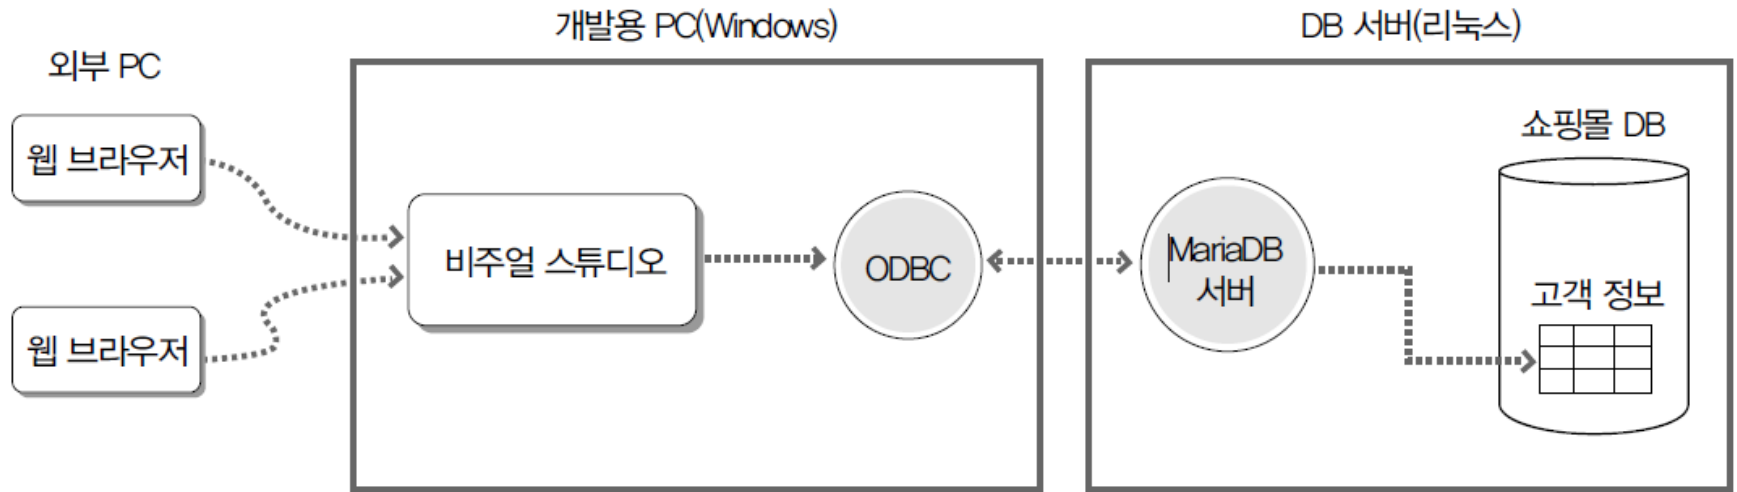 개발용 PC(Windows)
DB 서버(리눅스)
외부 PC
쇼핑몰 DB
웹 브라우저
비주얼 스튜디오
ODBC
MariaDB
서버
고객 정보
웹 브라우저